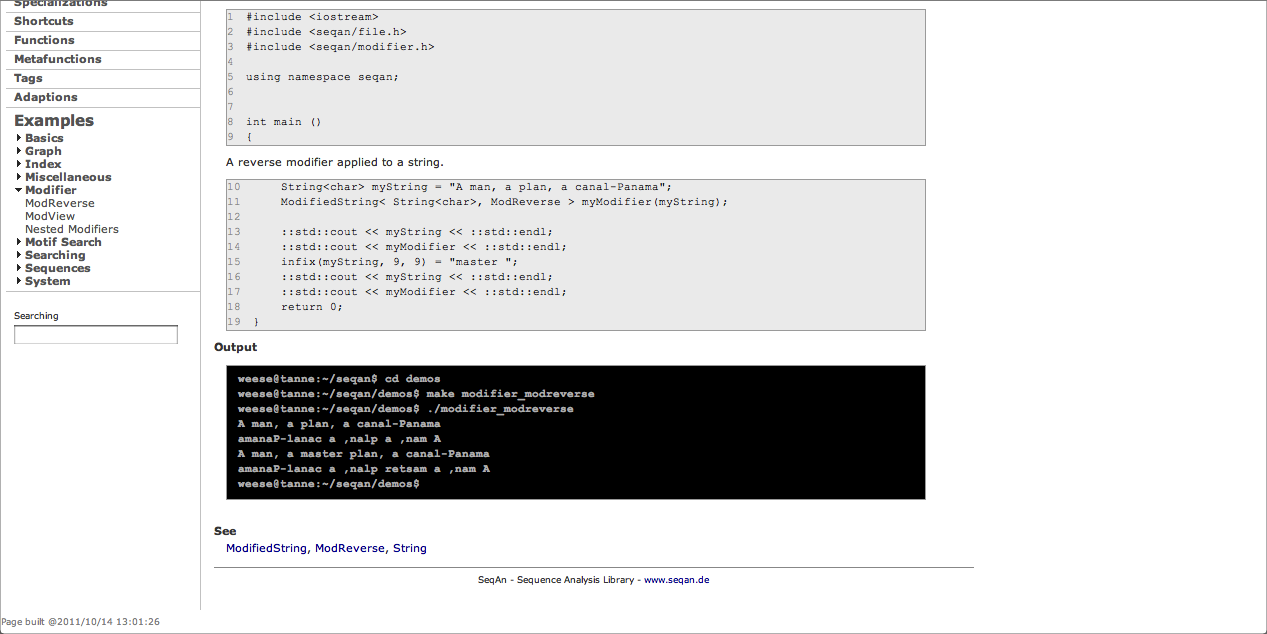 Specializations
Shortcuts
Functions
Metafunctions
Tags
Adaptions
Examples
Basics
Graph
Index
Miscellaneous
Modifier
ModReverse
ModView
Nested Modifiers
Motif Search
Searching
Sequences
System
Searching
1 #include <iostream>
2 #include <seqan/file.h>
3 #include <seqan/modifier.h>
4
5 using namespace seqan;
6
7
8 int main ()
9 {
A reverse modifier applied to a string.
10 String<char> myString = "A man, a plan, a canal-Panama";
11 ModifiedString< String<char>, ModReverse > myModifier(myString);
12
13 ::std::cout << myString << ::std::endl;
14 ::std::cout << myModifier << ::std::endl;
15 infix(myString, 9, 9) = "master ";
16 ::std::cout << myString << ::std::endl;
17 ::std::cout << myModifier << ::std::endl;
18 return 0;
19 }
Output
weese@tanne:~/seqan$ cd demos
weese@tanne:~/seqan/demos$ make modifier_modreverse
weese@tanne:~/seqan/demos$ ./modifier_modreverse
A man, a plan, a canal-Panama
amanaP-lanac a ,nalp a ,nam A
A man, a master plan, a canal-Panama
amanaP-lanac a ,nalp retsam a ,nam A
weese@tanne:~/seqan/demos$
See
ModifiedString, ModReverse, String
SeqAn - Sequence Analysis Library - www.seqan.de
Page built @2011/10/14 13:01:26